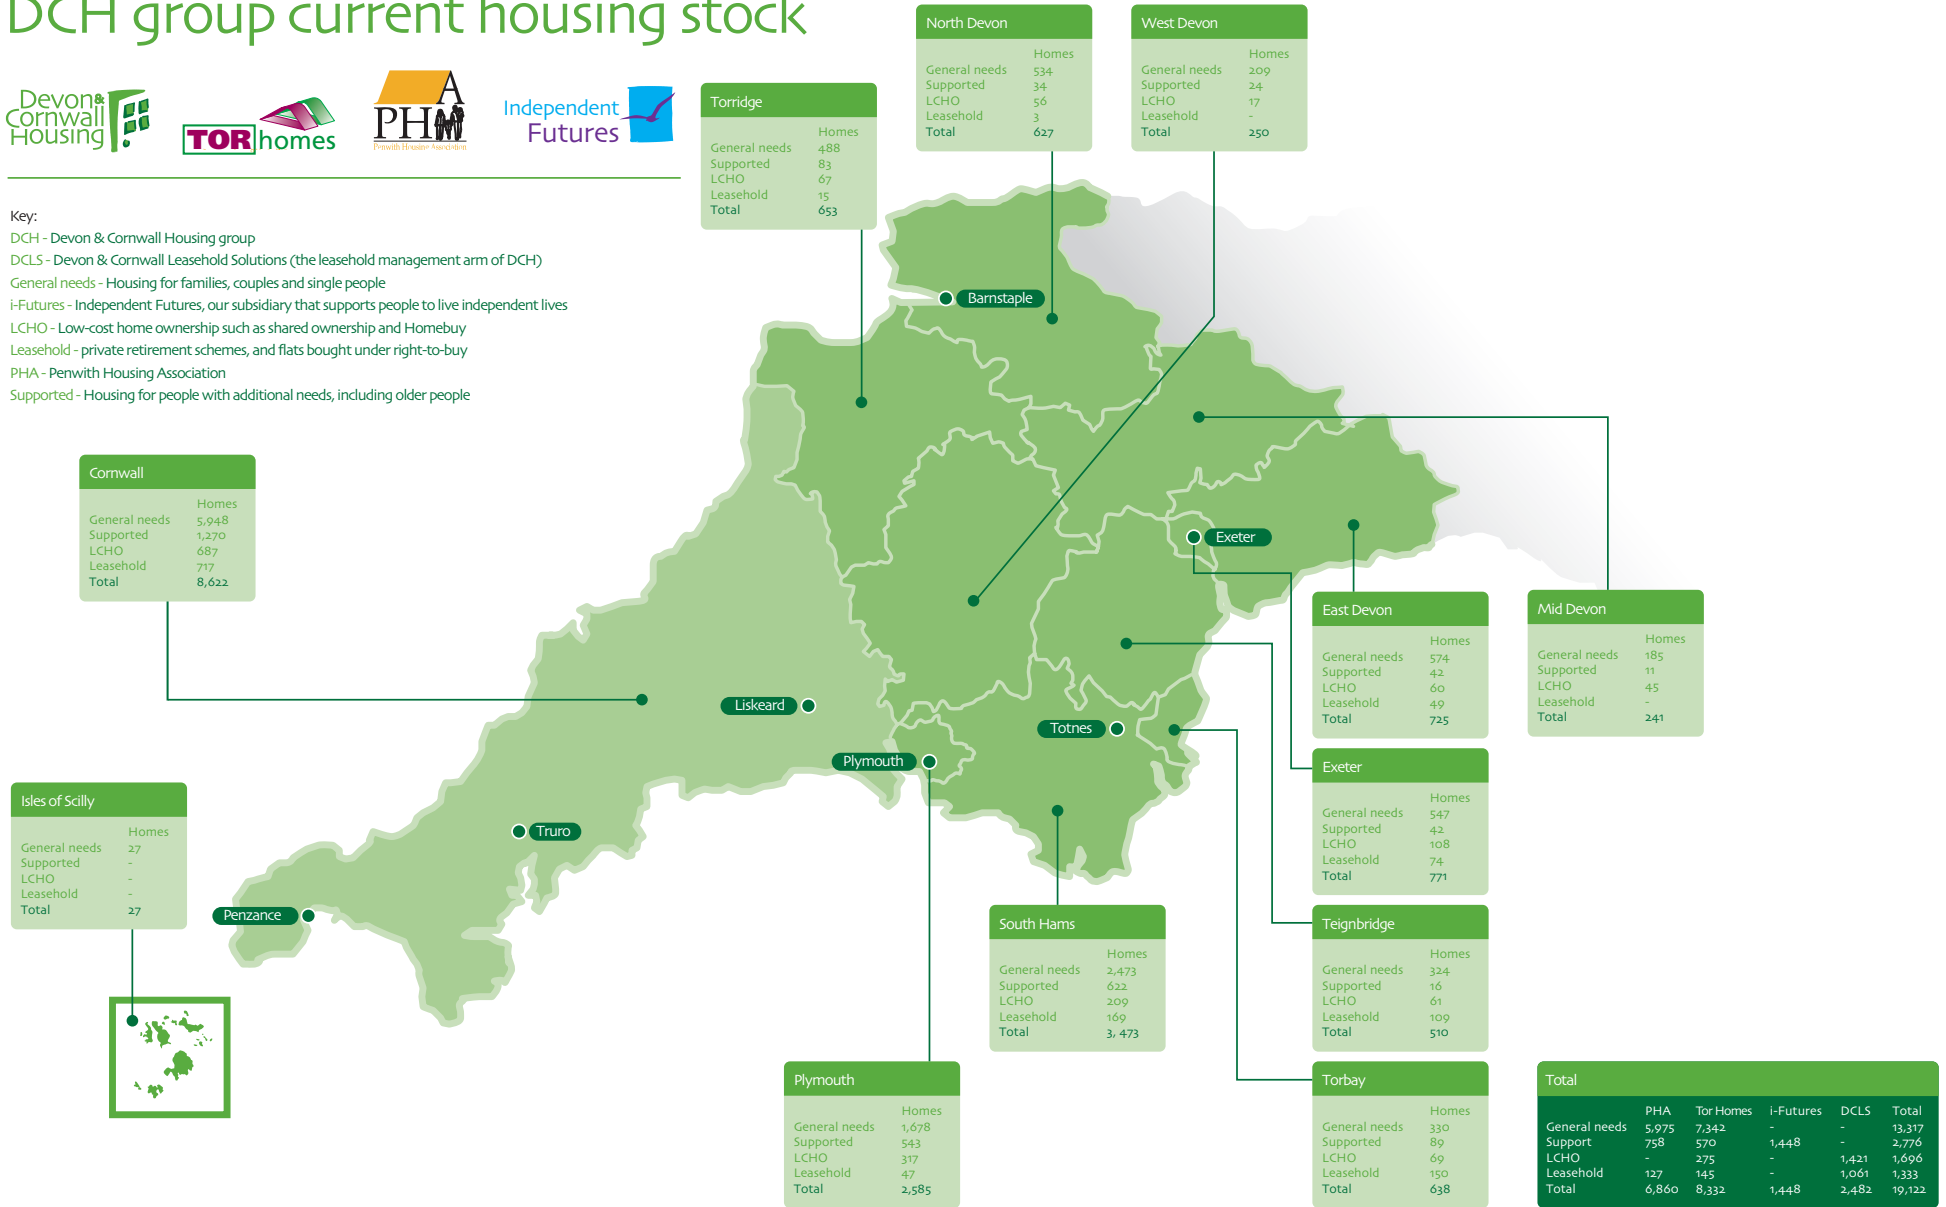 DCH group current housing stock
Devon&
Cornwall
Housing
TOR homes
PHA
Penwith Housing Association
Independent
Futures
Key:
DCH - Devon & Cornwall Housing group
DCLS - Devon & Cornwall Leasehold Solutions (the leasehold management arm of DCH)
General needs - Housing for families, couples and single people
i-Futures - Independent Futures, our subsidiary that supports people to live independent lives
LCHO - Low-cost home ownership such as shared ownership and Homebuy
Leasehold - private retirement schemes, and flats bought under right-to-buy
PHA - Penwith Housing Association
Supported - Housing for people with additional needs, including older people
Torridge
Homes
General needs 488
Supported 83
LCHO 67
Leasehold 15
Total 653
North Devon
Homes
General needs 534
Supported 34
LCHO 56
Leasehold 3
Total 627
West Devon
Homes
General needs 209
Supported 24
LCHO 17
Leasehold -
Total 250
Cornwall
Homes
General needs 5,948
Supported 1,270
LCHO 687
Leasehold 717
Total 8,622
Isles of Scilly
Homes
General needs 27
Supported -
LCHO -
Leasehold -
Total 27
Barnstaple
Exeter
Liskeard
Totnes
Plymouth
Truro
Penzance
East Devon
Homes
General needs 574
Supported 42
LCHO 60
Leasehold 49
Total 725
Mid Devon
Homes
General needs 185
Supported 11
LCHO 45
Leasehold -
Total 241
Exeter
Homes
General needs 547
Supported 42
LCHO 108
Leasehold 74
Total 771
South Hams
Homes
General needs 2,473
Supported 622
LCHO 209
Leasehold 169
Total 3, 473
Teignbridge
Homes
General needs 324
Supported 16
LCHO 61
Leasehold 109
Total 510
Plymouth
Homes
General needs 1,678
Supported 543
LCHO 317
Leasehold 47
Total 2,585
Torbay
Homes
General needs 330
Supported 89
LCHO 69
Leasehold 150
Total 638
Total
PHA Tor Homes i-Futures DCLS Total
General needs 5,975 7,342 - - 13,317
Support 758 570 1,448 - 2,776
LCHO - 275 - 1,421 1,696
Leasehold 127 145 - 1,061 1,333
Total 6,860 8,332 1,448 2,482 19,122